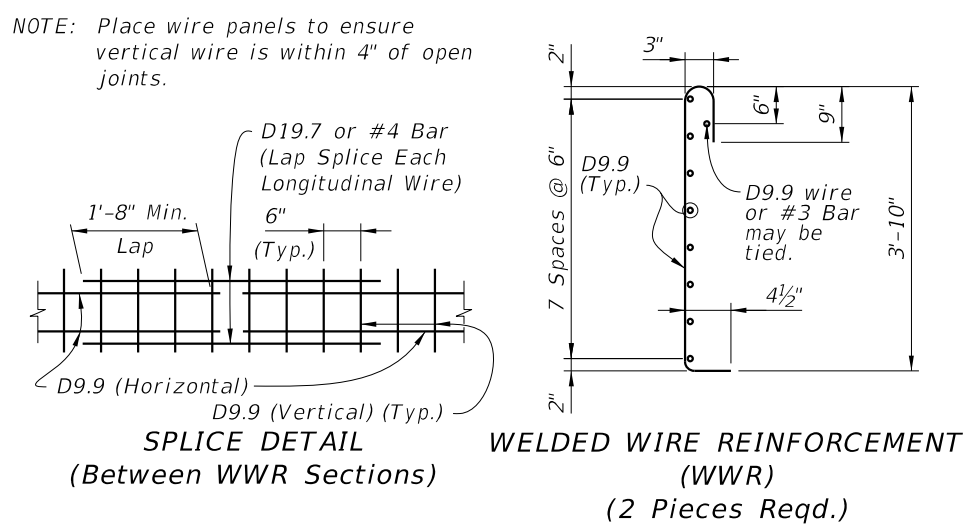 NOTE: Place wire panels to ensure
vertical wire is within 4" of open
joints.
D19.7 or #4 Bar
(Lap Splice Each
Longitudinal Wire)
1'-8" Min.
Lap
6"
(Typ.)
D9.9 (Horizontal)
D9.9 (Vertical) (Typ.)
SPLICE DETAIL
(Between WWR Sections)
2"
3"
6"
9"
7 Spaces @ 6"
D9.9
(Typ.)
D9.9 wire
or #3 Bar
may be
tied.
3'-10"
4½"
2"
WELDED WIRE REINFORCEMENT
(WWR)
(2 Pieces Reqd.)